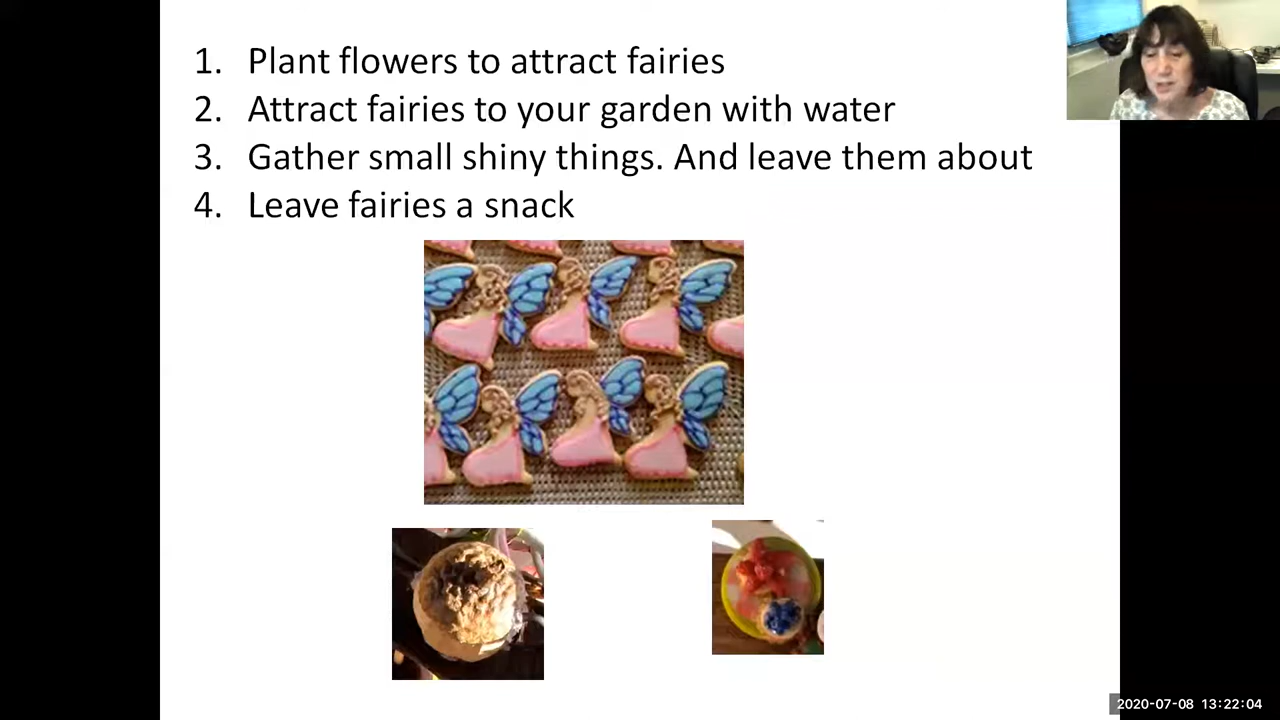 1. Plant flowers to attract fairies
2. Attract fairies to your garden with water
3. Gather small shiny things. And leave them about
4. Leave fairies a snack
2020-07-08 13:22:04